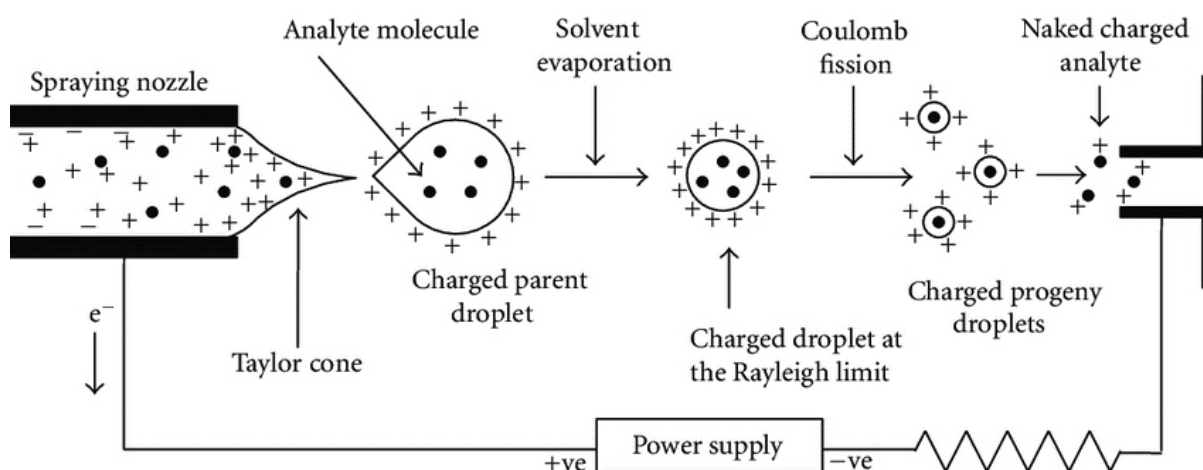 Spraying nozzle
Analyte molecule
Solvent
evaporation
Coulomb
fission
Naked charged
analyte
Charged parent
droplet
Taylor cone
e⁻
Charged droplet at
the Rayleigh limit
Charged progeny
droplets
+ve
Power supply
−ve